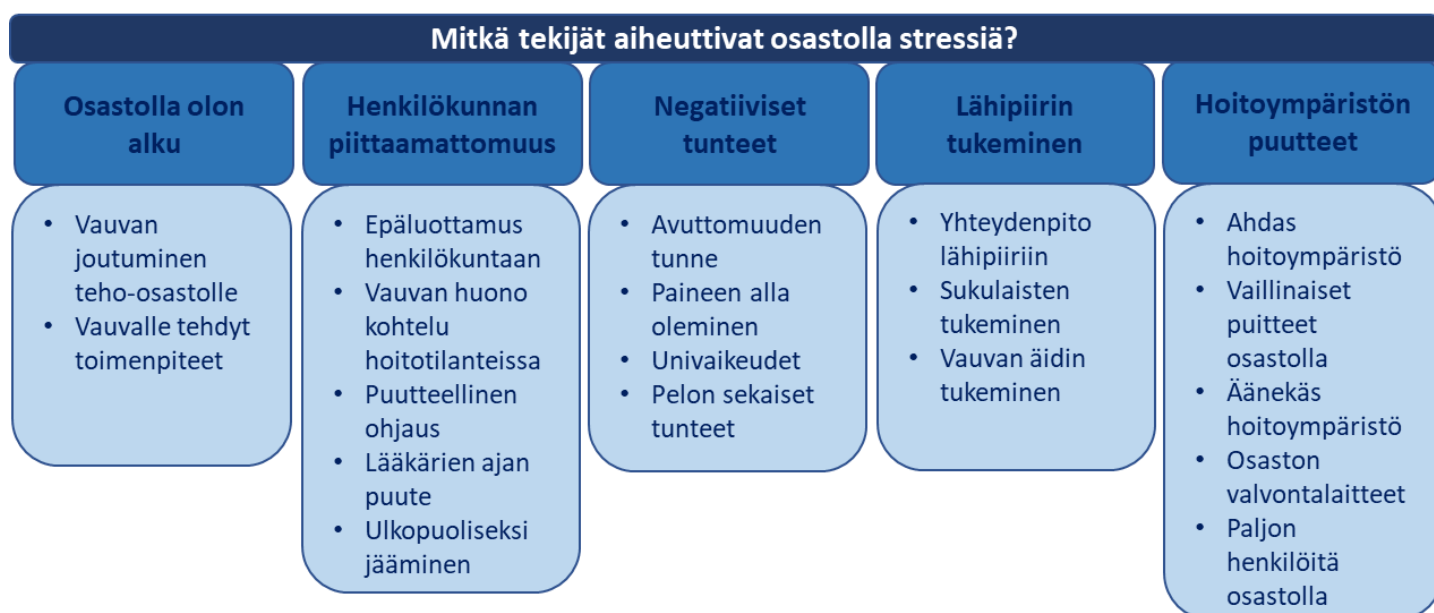 Mitkä tekijät aiheuttivat osastolla stressiä?
Osastolla olon
alku
• Vauvan
joutuminen
teho-osastolle
• Vauvalle tehdyt
toimenpiteet
Henkilökunnan
piittaamattomuus
• Epäluottamus
henkilökuntaan
• Vauvan huono
kohtelu
hoitotilanteissa
• Puutteellinen
ohjaus
• Lääkärien ajan
puute
• Ulkopuoliseksi
jääminen
Negatiiviset
tunteet
• Avuttomuuden
tunne
• Paineen alla
oleminen
• Univaikeudet
• Pelon sekaiset
tunteet
Lähipiirin
tukeminen
• Yhteydenpito
lähipiiriin
• Sukulaisten
tukeminen
• Vauvan äidin
tukeminen
Hoitoympäristön
puutteet
• Ahdas
hoitoympäristö
• Vaillinaiset
puitteet
osastolla
• Äänekäs
hoitoympäristö
• Osaston
valvontalaitteet
• Paljon
henkilöitä
osastolla